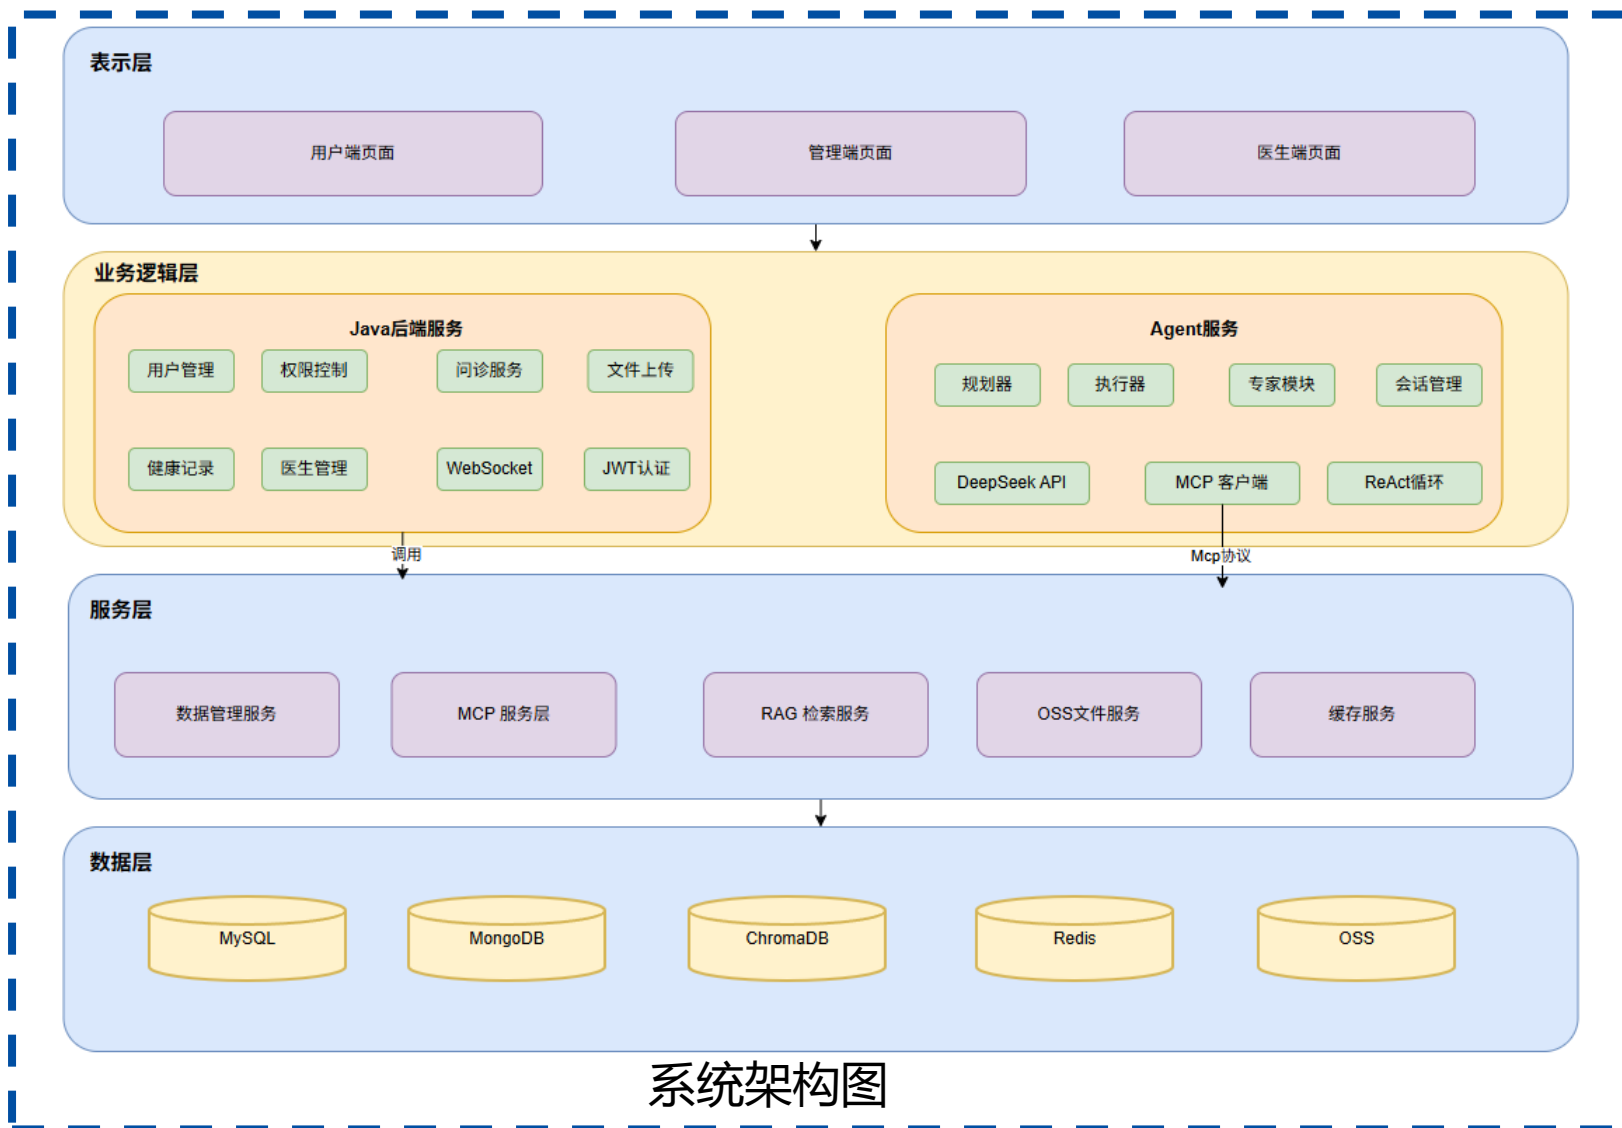 表示层
用户端页面
管理端页面
医生端页面
业务逻辑层
Java后端服务
用户管理
权限控制
问诊服务
文件上传
健康记录
医生管理
WebSocket
JWT认证
Agent服务
规划器
执行器
专家模块
会话管理
DeepSeek API
MCP 客户端
ReAct循环
调用
Mcp协议
服务层
数据管理服务
MCP 服务层
RAG 检索服务
OSS文件服务
缓存服务
数据层
MySQL
MongoDB
ChromaDB
Redis
OSS
系统架构图